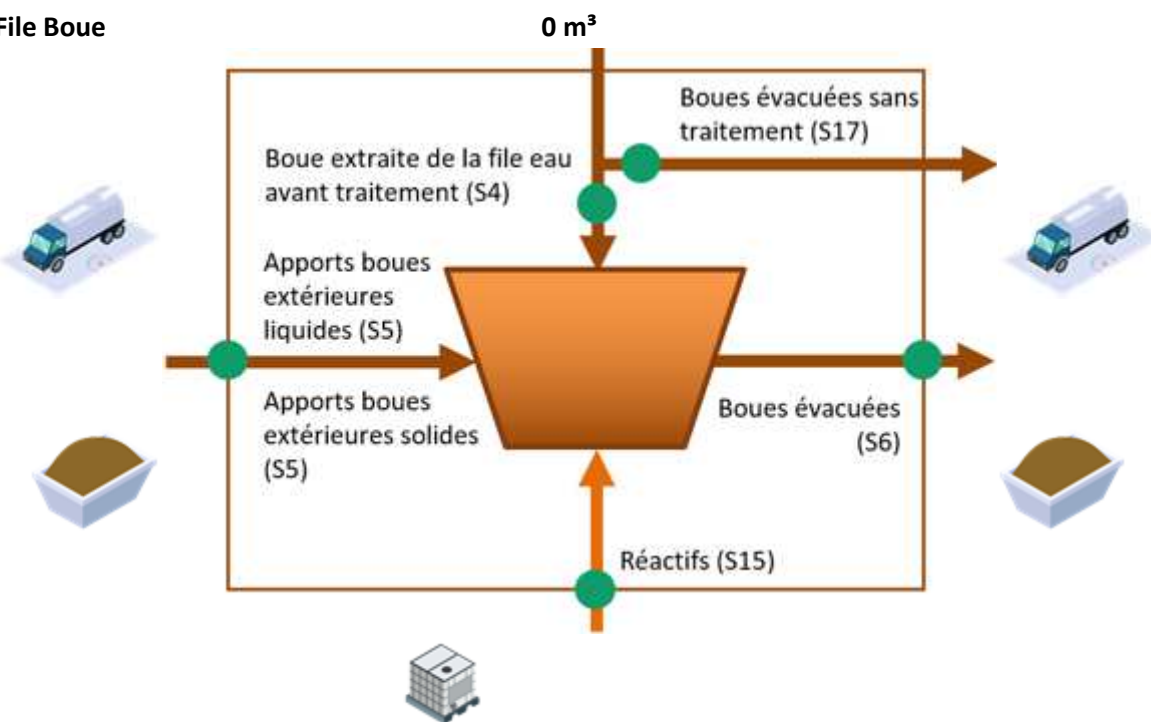 File Boue
0 m³
Boues évacuées sans
traitement (S17)
Boue extraite de la file eau
avant traitement (S4)
Apports boues
extérieures
liquides (S5)
Apports boues
extérieures solides
(S5)
Boues évacuées
(S6)
Réactifs (S15)